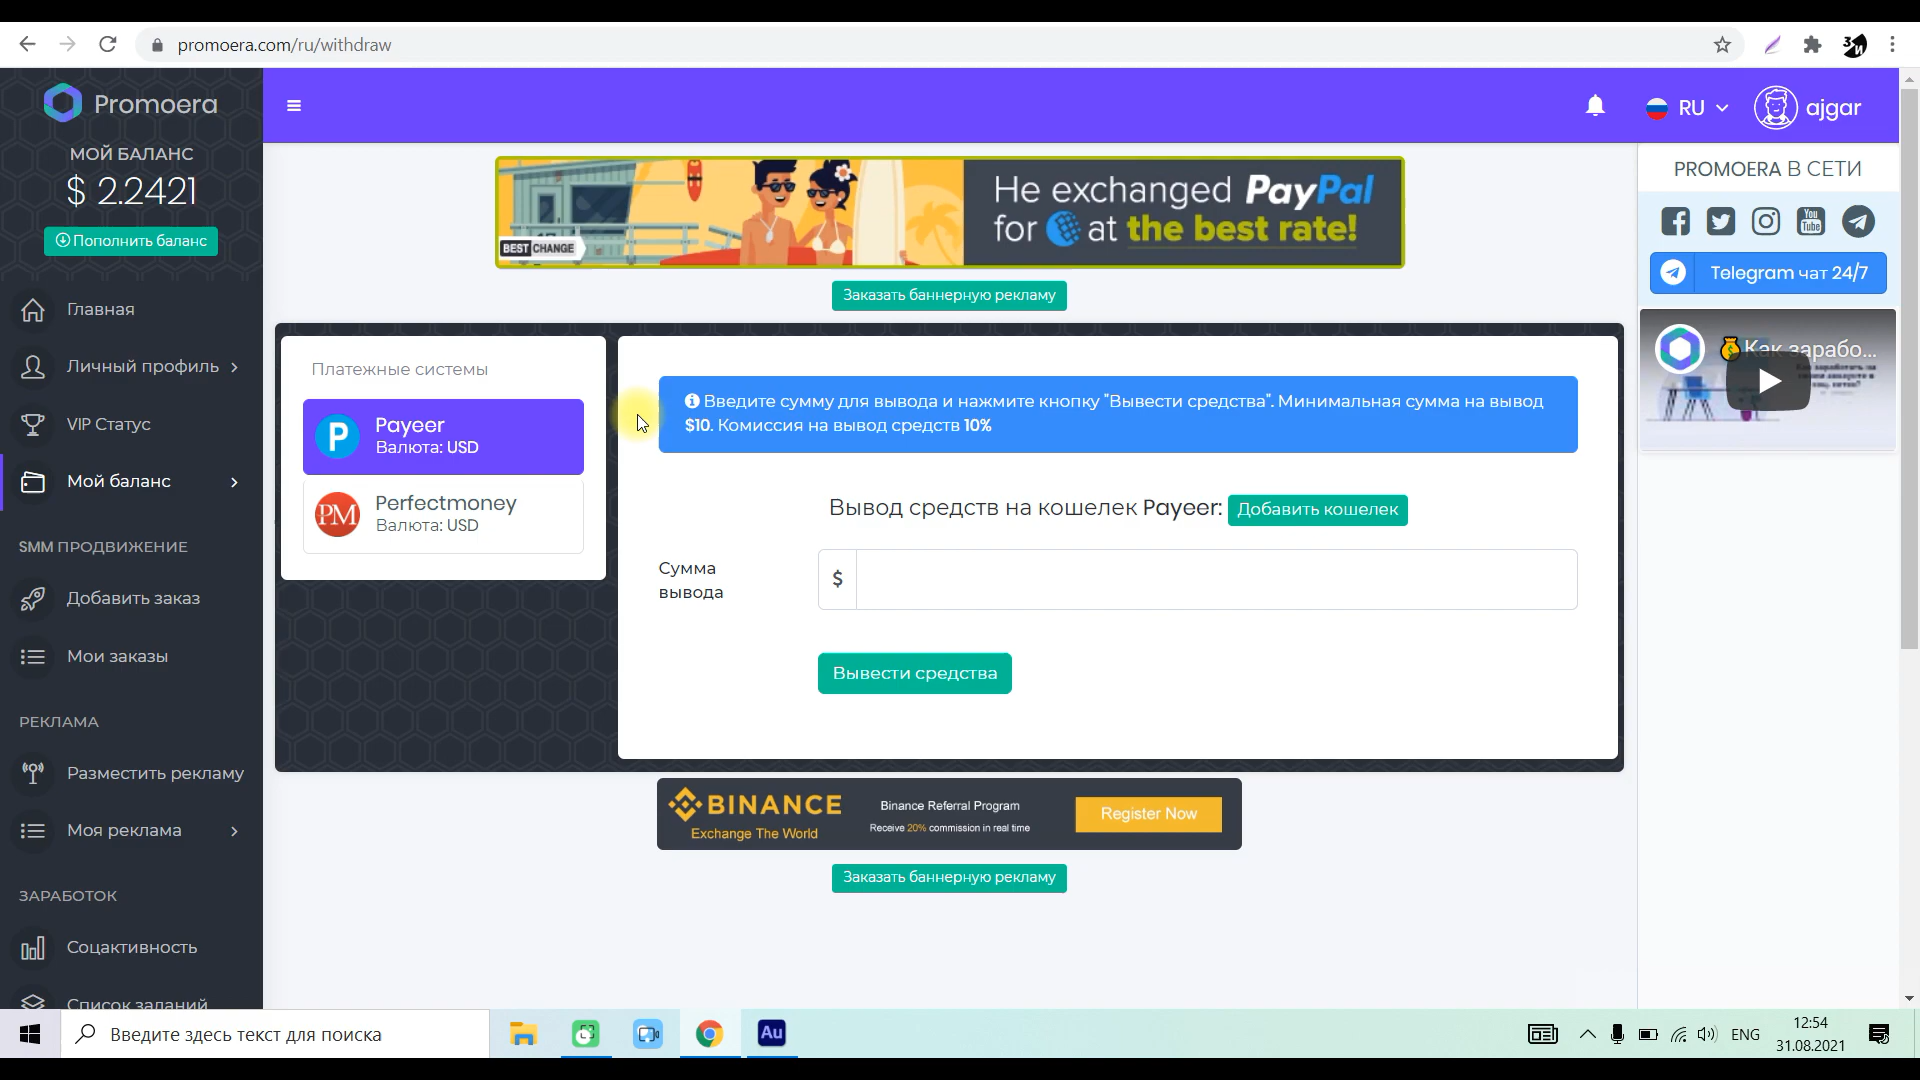 promoera.com/ru/withdraw
Promoera
МОЙ БАЛАНС
$ 2.2421
Пополнить баланс
Главная
Личный профиль
VIP Статус
Мой баланс
SMM ПРОДВИЖЕНИЕ
Добавить заказ
Мои заказы
РЕКЛАМА
Разместить рекламу
Моя реклама
ЗАРАБОТОК
Соцактивность
Список заданий
RU
ajgar
He exchanged PayPal
for at the best rate!
BEST CHANGE
Заказать баннерную рекламу
Платежные системы
P
Payeer
Валюта: USD
PM
Perfectmoney
Валюта: USD
Введите сумму для вывода и нажмите кнопку "Вывести средства". Минимальная сумма на вывод
$10. Комиссия на вывод средств 10%
Вывод средств на кошелек Payeer:
Добавить кошелек
Сумма
вывода
$
Вывести средства
BINANCE
Exchange The World
Binance Referral Program
Receive 20% commission in real time
Register Now
Заказать баннерную рекламу
PROMOERA В СЕТИ
You
Tube
Telegram чат 24/7
Как зарабо...
Введите здесь текст для поиска
Au
ENG
12:54
31.08.2021